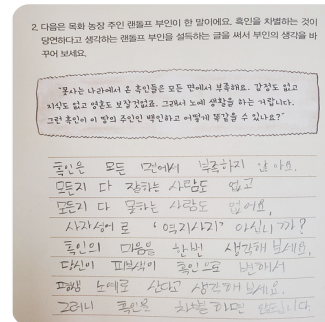 2. 다음은 목화 농장 주인 랜돌프 부인이 한 말이에요. 흑인을 차별하는 것이
당연하다고 생각하는 랜돌프 부인을 설득하는 글을 써서 부인의 생각을 바
꾸어 보세요.
"못사는 나라에서 온 흑인들은 모든 면에서 부족해요. 감정도 없고
지식도 없고 영혼도 보잘것없죠. 그래서 노예 생활을 하는 거랍니다.
그런 흑인이 이 땅의 주인인 백인하고 어떻게 똑같을 수 있나요?"
흑인은 모든 면에서 부족하지 않아요.
모든지 다 잘하는 사람도 없고
모든지 다 못하는 사람도 없어요.
사자성어로 '역지사지' 아십니까?
흑인의 마음을 한번 생각해보세요.
당신이 피부색이 흑인으로 변해서
평생 노예로 산다고 생각해보세요.
그러니 흑인을 차별하면 안됩니다.